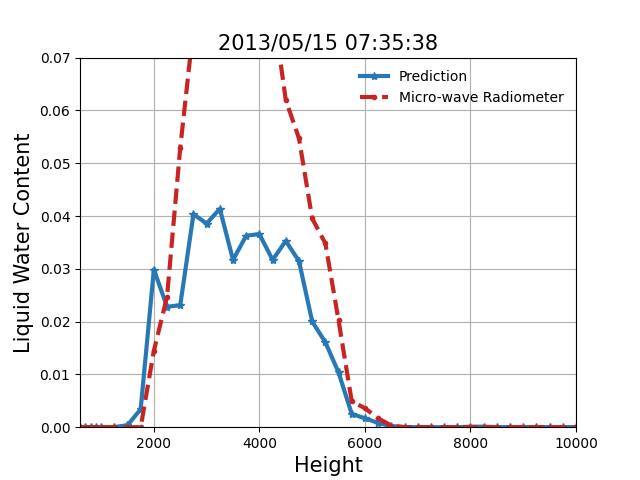 2013/05/15 07:35:38
Prediction
Micro-wave Radiometer
0.07
0.06
0.05
0.04
0.03
0.02
0.01
0.00
Liquid Water Content
2000 4000 6000 8000 10000
Height